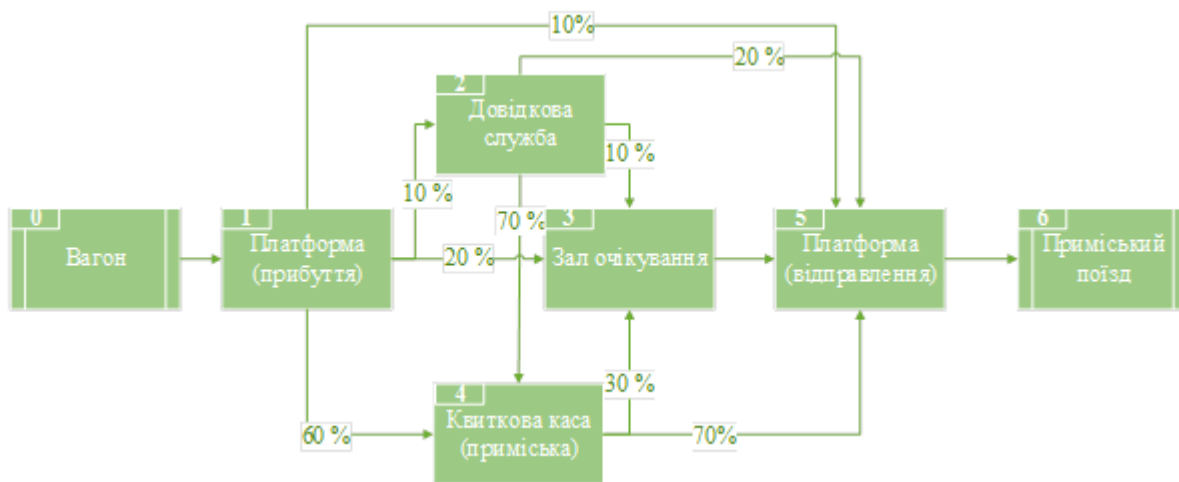 10%
20 %
2
Довідкова
служба
10 %
10 %
70 %
0
Вагон
1
Платформа
(прибуття)
20 %
3
Зал очікування
5
Платформа
(відправлення)
6
Приміський
поїзд
30 %
4
Квиткова каса
(приміська)
60 %
70%